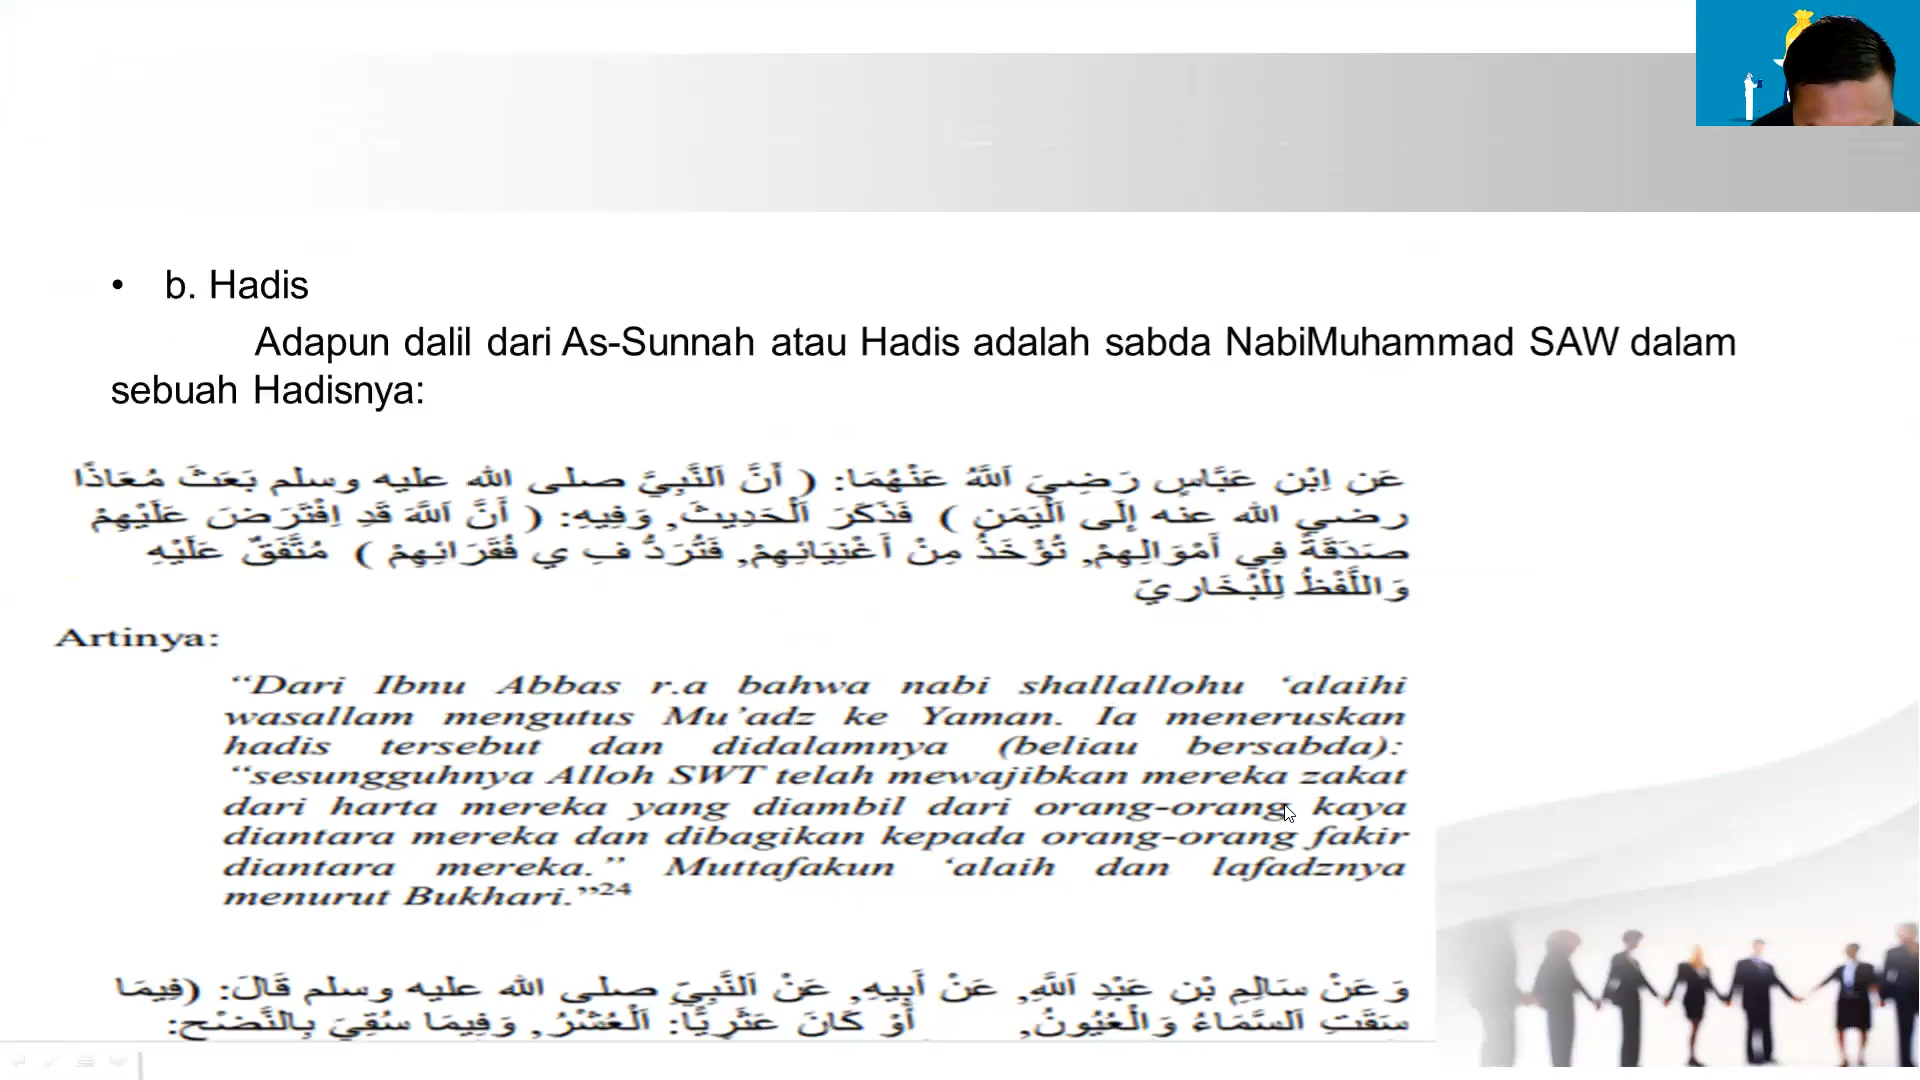 • b. Hadis
Adapun dalil dari As-Sunnah atau Hadis adalah sabda NabiMuhammad SAW dalam
sebuah Hadisnya:
عَنِ اِبْنِ عَبَّاسٍ رَضِيَ اَللَّهُ عَنْهُمَا: ( أَنَّ اَلنَّبِيَّ صلى الله عليه وسلم بَعَثَ مُعَاذًا
رضي الله عنه إِلَى اَلْيَمَنِ ) فَذَكَرَ اَلْحَدِيثَ, وَفِيهِ: ( أَنَّ اَللَّهَ قَدِ اِفْتَرَضَ عَلَيْهِمْ
صَدَقَةً فِي أَمْوَالِهِمْ, تُؤْخَذُ مِنْ أَغْنِيَائِهِمْ, فَتُرَدُّ فِ ي فُقَرَائِهِمْ ) مُتَّفَقٌ عَلَيْهِ
وَاللَّفْظُ لِلْبُخَارِيّ
Artinya:
“Dari Ibnu Abbas r.a bahwa nabi shallallohu ‘alaihi
wasallam mengutus Mu’adz ke Yaman. Ia meneruskan
hadis tersebut dan didalamnya (beliau bersabda):
“sesungguhnya Alloh SWT telah mewajibkan mereka zakat
dari harta mereka yang diambil dari orang-orang kaya
diantara mereka dan dibagikan kepada orang-orang fakir
diantara mereka.” Muttafakun ‘alaih dan lafadznya
menurut Bukhari.”24
وَعَنْ سَالِمِ بْنِ عَبْدِ اَللَّهِ, عَنْ أَبِيهِ, عَنْ اَلنَّبِيِّ صلى الله عليه وسلم قَالَ: (فِيمَا
سَقَتِ اَلسَّمَاءُ وَالْعُيُونُ, أَوْ كَانَ عَثَرِيًّا: اَلْعُشْرُ, وَفِيمَا سُقِيَ بِالنَّضْحِ: